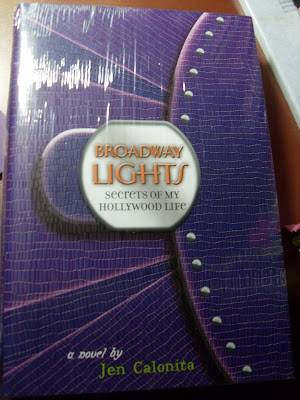 BROADWAY
LIGHTS
secrets of my
HOLLYWOOD LIFE
a novel by
Jen Calonita